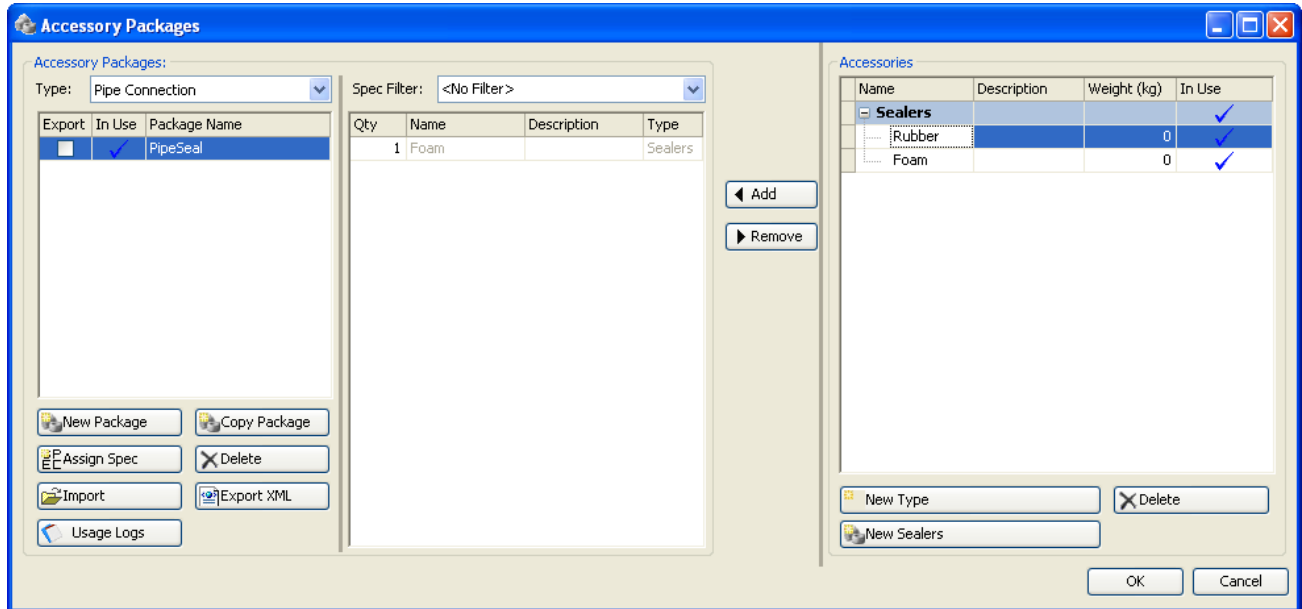 Accessory Packages
Accessory Packages:
Type: Pipe Connection
Export In Use Package Name
PipeSeal
New Package Copy Package
Assign Spec Delete
Import Export XML
Usage Logs
Spec Filter: <No Filter>
Qty Name Description Type
1 Foam Sealers
Add
Remove
Accessories
Name Description Weight (kg) In Use
Sealers
Rubber 0
Foam 0
New Type Delete
New Sealers
OK Cancel